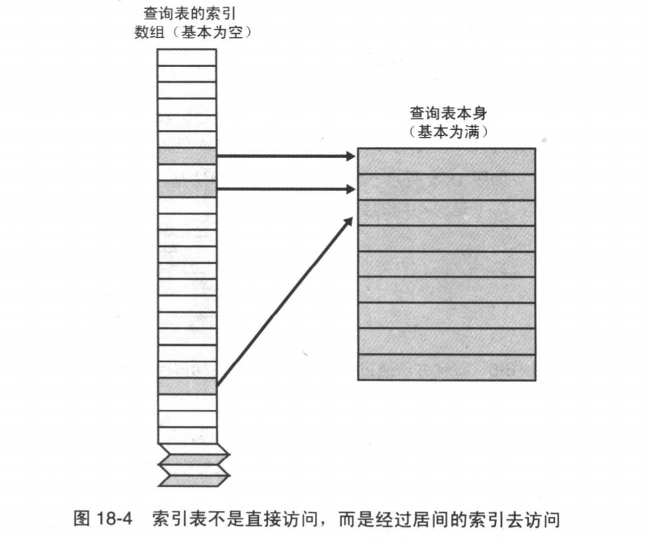 查询表的索引
数组（基本为空）
查询表本身
（基本为满）
图 18-4 索引表不是直接访问，而是经过居间的索引去访问